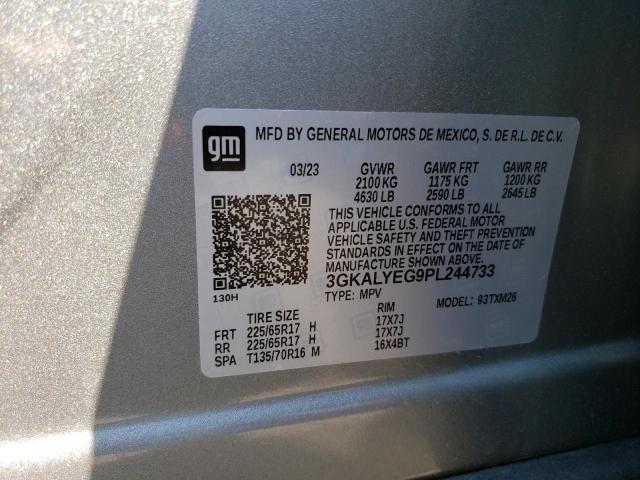 gm MFD BY GENERAL MOTORS DE MEXICO, S. DE R.L. DE C.V.
03/23 GVWR GAWR FRT GAWR RR
2100 KG 1175 KG 1200 KG
4630 LB 2590 LB 2645 LB
THIS VEHICLE CONFORMS TO ALL
APPLICABLE U.S. FEDERAL MOTOR
VEHICLE SAFETY AND THEFT PREVENTION
STANDARDS IN EFFECT ON THE DATE OF
MANUFACTURE SHOWN ABOVE.
3GKALYEG9PL244733
130H TYPE: MPV MODEL: 93TXM26
TIRE SIZE RIM
FRT 225/65R17 H 17X7J
RR 225/65R17 H 17X7J
SPA T135/70R16 M 16X4BT